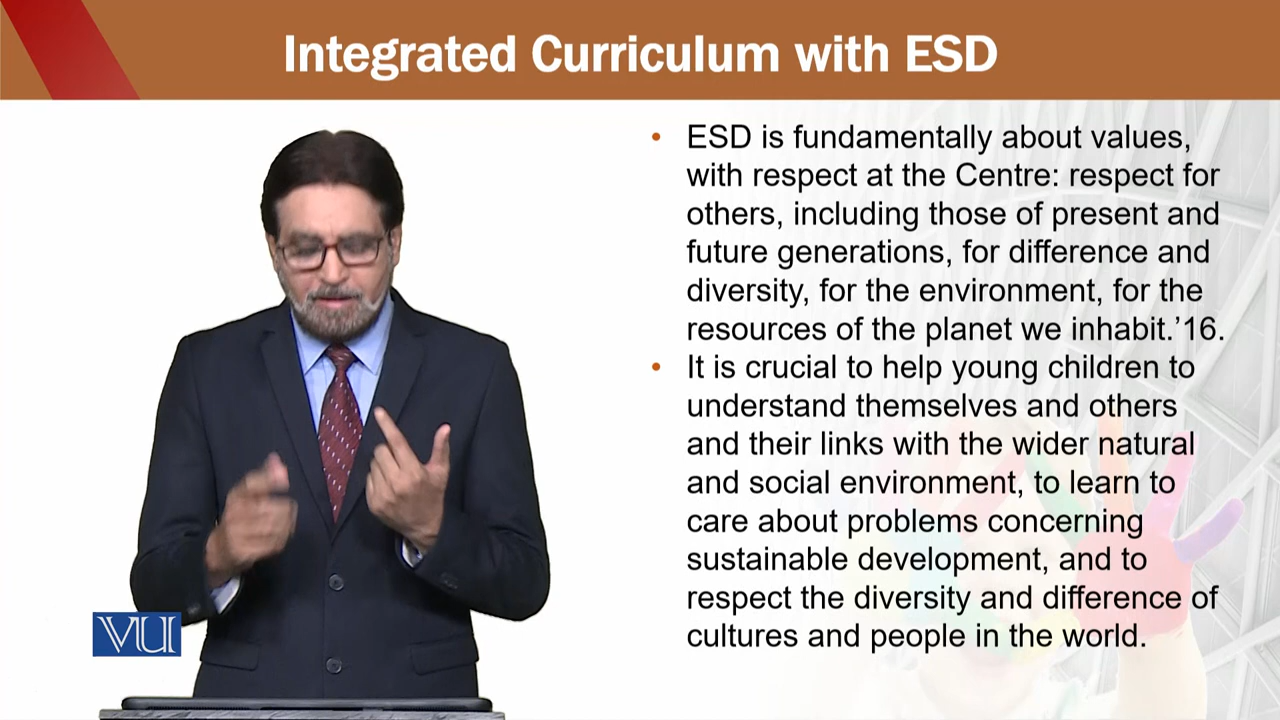 Integrated Curriculum with ESD
• ESD is fundamentally about values,
with respect at the Centre: respect for
others, including those of present and
future generations, for difference and
diversity, for the environment, for the
resources of the planet we inhabit.’16.
• It is crucial to help young children to
understand themselves and others
and their links with the wider natural
and social environment, to learn to
care about problems concerning
sustainable development, and to
respect the diversity and difference of
cultures and people in the world.
VU